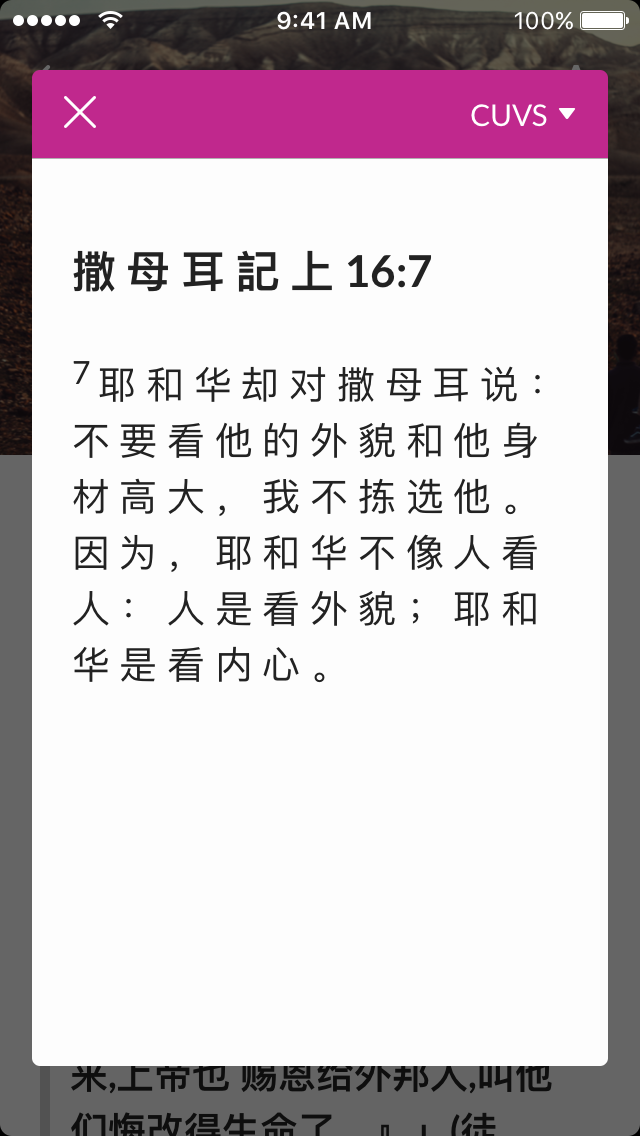 9:41 AM
100%
CUVS
撒母耳記上 16:7
7 耶和华却对撒母耳说：
不要看他的外貌和他身
材高大，我不拣选他。
因为，耶和华不像人看
人：人是看外貌；耶和
华是看内心。
来,上帝也 赐恩给外邦人,叫他
们悔改得生命了。』」(徒